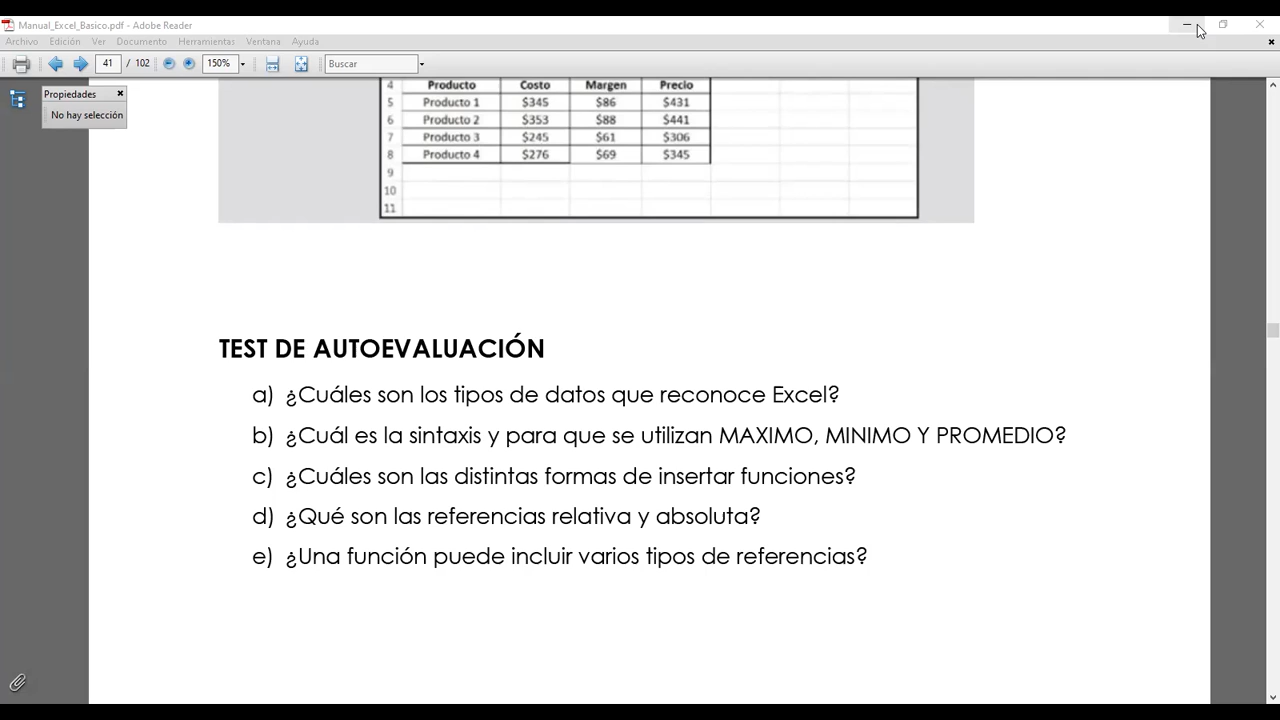 Manual_Excel_Basico.pdf - Adobe Reader
Archivo Edición Ver Documento Herramientas Ventana Ayuda
41 / 102 150% Buscar
Propiedades
No hay selección
4 Producto Costo Margen Precio
5 Producto 1 $345 $86 $431
6 Producto 2 $353 $88 $441
7 Producto 3 $245 $61 $306
8 Producto 4 $276 $69 $345
9
10
11
TEST DE AUTOEVALUACIÓN
a) ¿Cuáles son los tipos de datos que reconoce Excel?
b) ¿Cuál es la sintaxis y para que se utilizan MAXIMO, MINIMO Y PROMEDIO?
c) ¿Cuáles son las distintas formas de insertar funciones?
d) ¿Qué son las referencias relativa y absoluta?
e) ¿Una función puede incluir varios tipos de referencias?